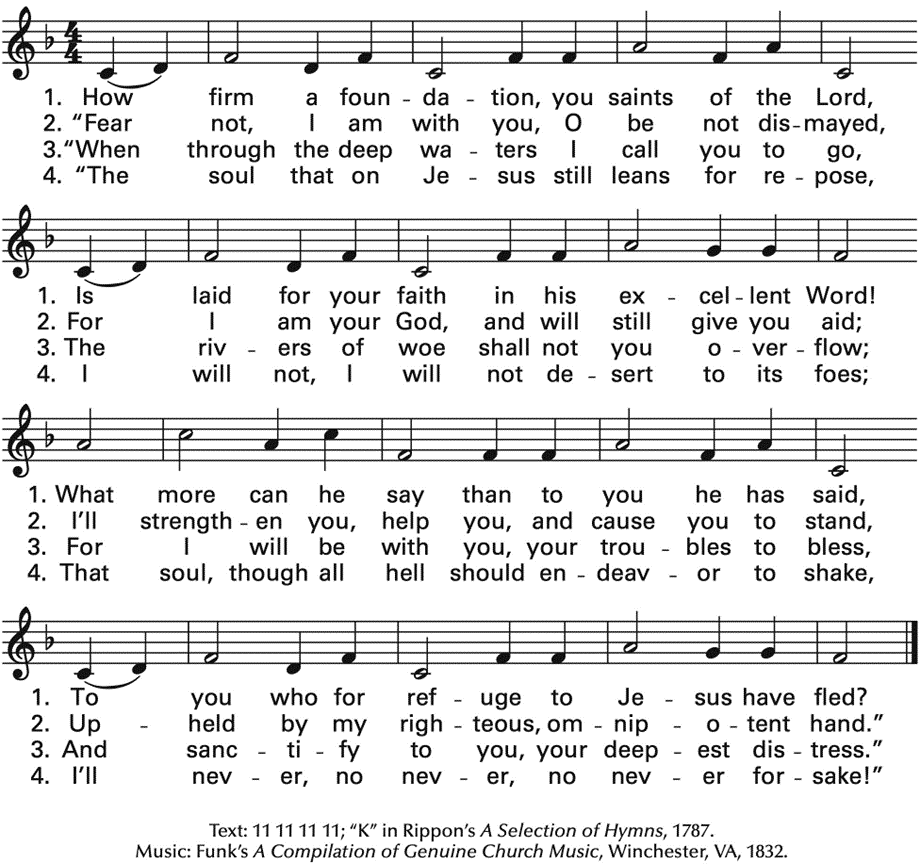 4
4
1. How firm a foun - da - tion, you saints of the Lord,
2. “Fear not, I am with you, O be not dis - mayed,
3. “When through the deep wa - ters I call you to go,
4. “The soul that on Je - sus still leans for re - pose,
1. Is laid for your faith in his ex - cel - lent Word!
2. For I am your God, and will still give you aid;
3. The riv - ers of woe shall not you o - ver - flow;
4. I will not, I will not de - sert to its foes;
1. What more can he say than to you he has said,
2. I’ll strength - en you, help you, and cause you to stand,
3. For I will be with you, your trou - bles to bless,
4. That soul, though all hell should en - deav - or to shake,
1. To you who for ref - uge to Je - sus have fled?
2. Up - held by my righ - teous, om - nip - o - tent hand.”
3. And sanc - ti - fy to you, your deep - est dis - tress.”
4. I’ll nev - er, no nev - er, no nev - er for - sake!”
Text: 11 11 11 11; “K” in Rippon’s A Selection of Hymns, 1787.
Music: Funk’s A Compilation of Genuine Church Music, Winchester, VA, 1832.